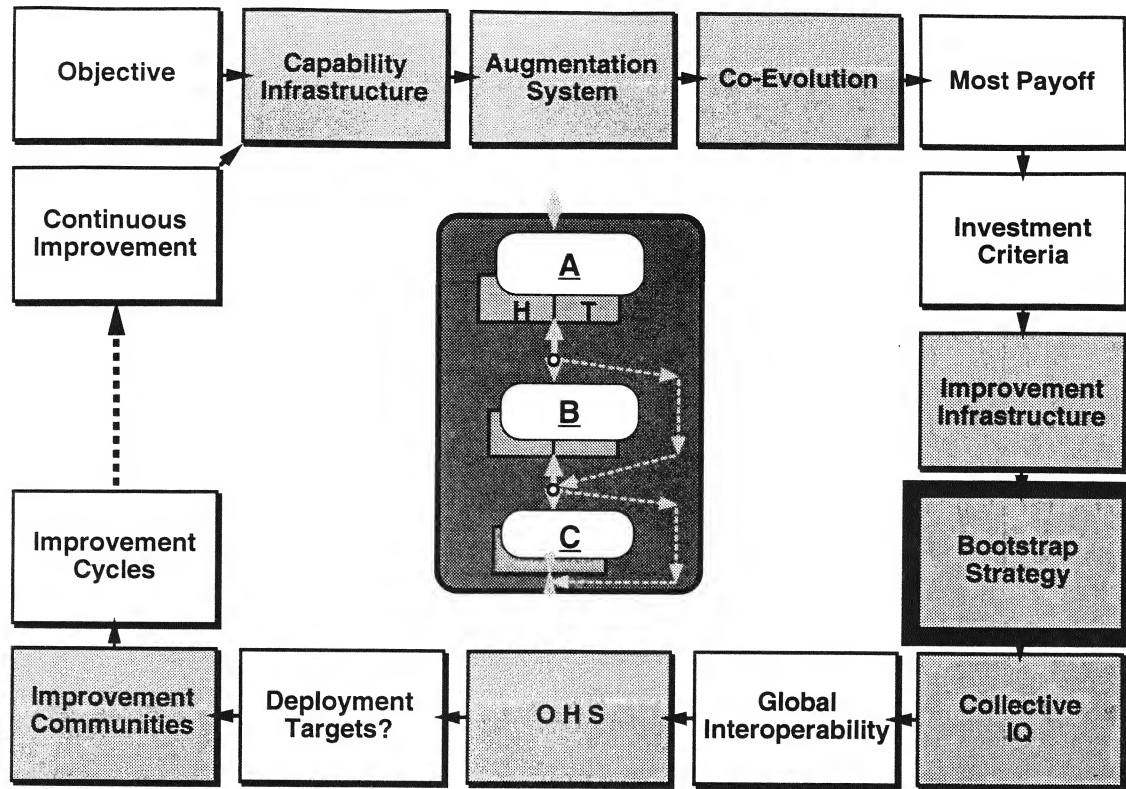 Objective
Capability
Infrastructure
Augmentation
System
Co-Evolution
Most Payoff
Investment
Criteria
Improvement
Infrastructure
Bootstrap
Strategy
Collective
IQ
Global
Interoperability
O H S
Deployment
Targets?
Improvement
Communities
Improvement
Cycles
Continuous
Improvement
A
H T
B
C